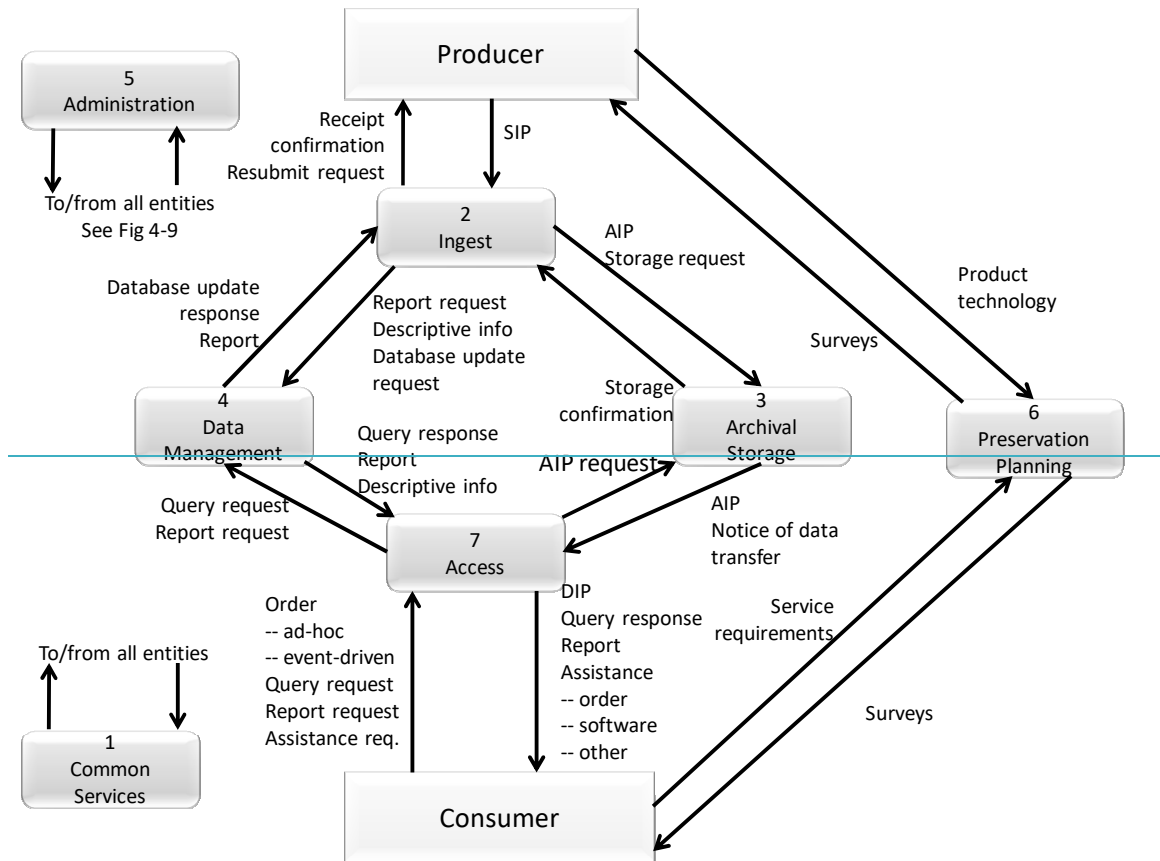 Producer
5
Administration
To/from all entities
See Fig 4-9
Receipt
confirmation
Resubmit request
SIP
2
Ingest
AIP
Storage request
Product
technology
Surveys
Database update
response
Report
Report request
Descriptive info
Database update
request
Storage
confirmation
4
Data
Management
3
Archival
Storage
6
Preservation
Planning
Query response
Report
Descriptive info
AIP request
Query request
Report request
AIP
Notice of data
transfer
7
Access
Order
-- ad-hoc
-- event-driven
Query request
Report request
Assistance req.
DIP
Query response
Report
Assistance
-- order
-- software
-- other
Service
requirements
Surveys
To/from all entities
1
Common
Services
Consumer